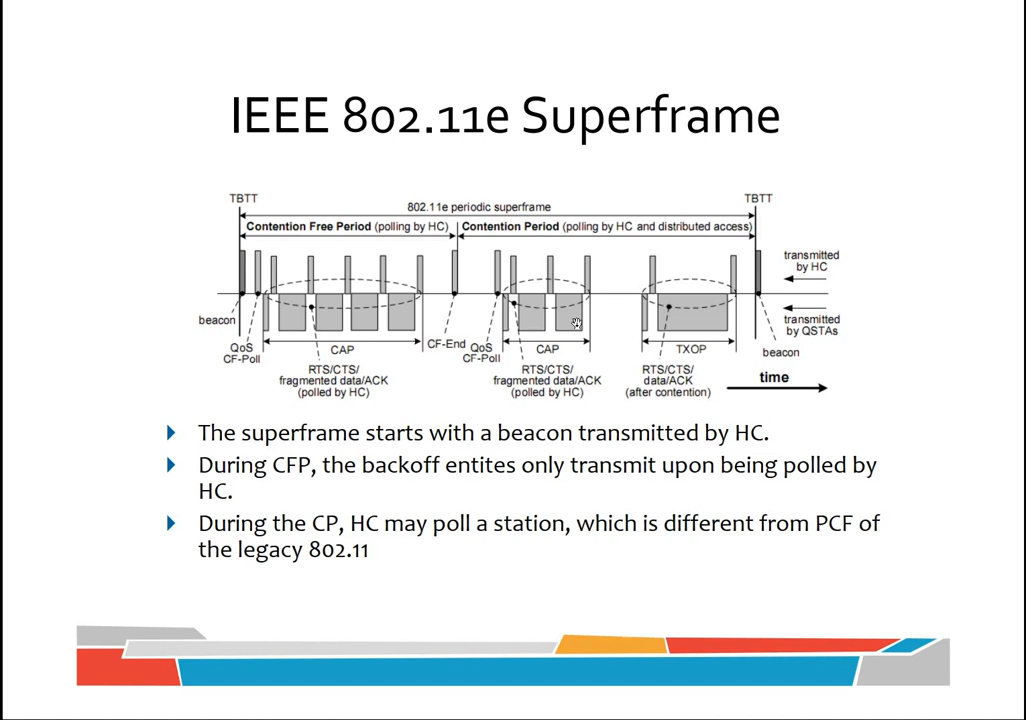 IEEE 802.11e Superframe
TBTT
TBTT
802.11e periodic superframe
Contention Free Period (polling by HC)
Contention Period (polling by HC and distributed access)
transmitted
by HC
transmitted
by QSTAs
beacon
QoS
CF-Poll
CAP
CF-End
QoS
CF-Poll
CAP
TXOP
beacon
RTS/CTS/
fragmented data/ACK
(polled by HC)
RTS/CTS/
fragmented data/ACK
(polled by HC)
RTS/CTS/
data/ACK
(after contention)
time
The superframe starts with a beacon transmitted by HC.
During CFP, the backoff entites only transmit upon being polled by
HC.
During the CP, HC may poll a station, which is different from PCF of
the legacy 802.11